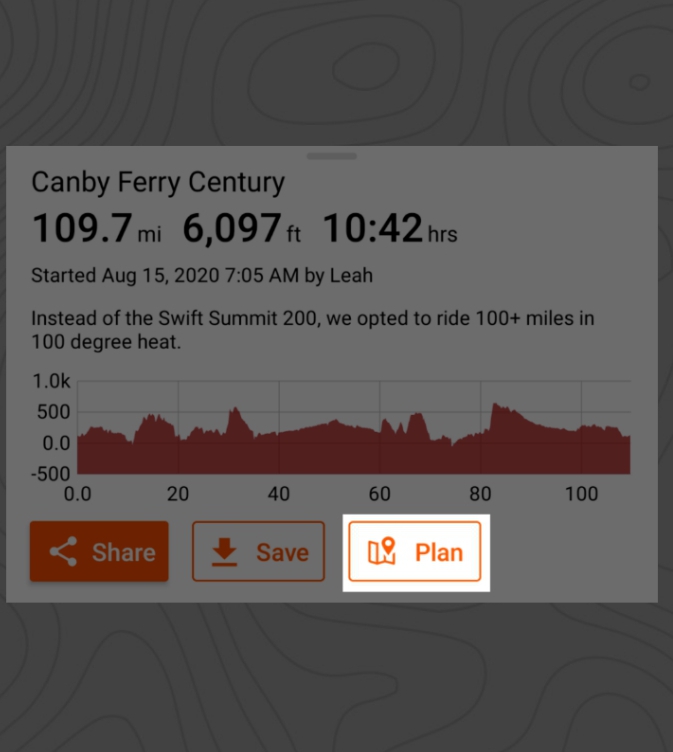 Canby Ferry Century
109.7 mi 6,097 ft 10:42 hrs
Started Aug 15, 2020 7:05 AM by Leah
Instead of the Swift Summit 200, we opted to ride 100+ miles in
100 degree heat.
1.0k
500
0.0
-500
0.0 20 40 60 80 100
Share Save Plan